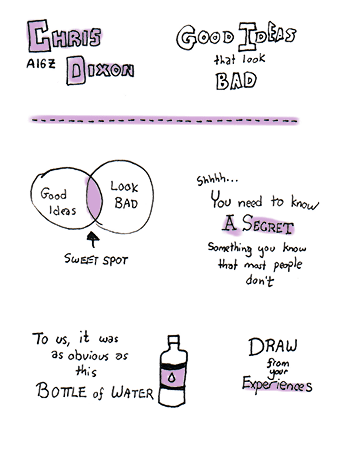 CHRIS
DIXON
A16Z
GOOD IDEAS
that look
BAD
Good
Ideas
Look
BAD
SWEET SPOT
Shhhh...
You need to know
A SECRET
Something you know
that most people
don't
To us, it was
as obvious as
this
BOTTLE of WATER
DRAW
from
your
Experiences